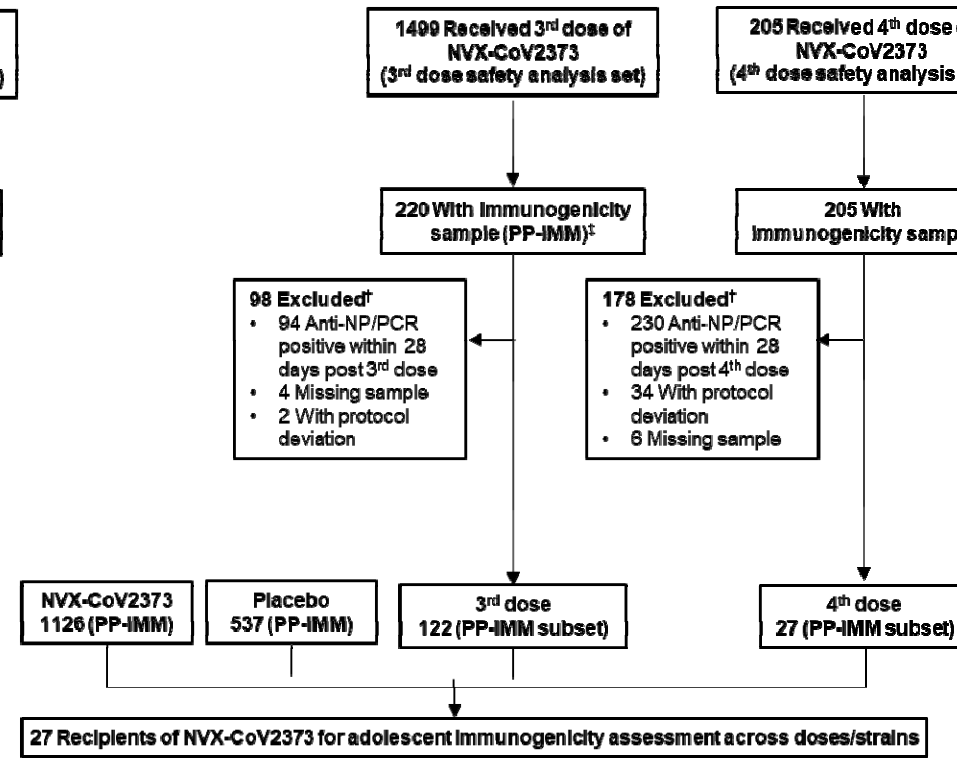 )
1499 Received 3rd dose of
NVX-CoV2373
(3rd dose safety analysis set)
205 Received 4th dose
NVX-CoV2373
(4th dose safety analysis
220 With immunogenicity
sample (PP-IMM)‡
205 With
immunogenicity samp
98 Excluded†
• 94 Anti-NP/PCR
positive within 28
days post 3rd dose
• 4 Missing sample
• 2 With protocol
deviation
178 Excluded†
• 230 Anti-NP/PCR
positive within 28
days post 4th dose
• 34 With protocol
deviation
• 6 Missing sample
NVX-CoV2373
1126 (PP-IMM)
Placebo
537 (PP-IMM)
3rd dose
122 (PP-IMM subset)
4th dose
27 (PP-IMM subset)
27 Recipients of NVX-CoV2373 for adolescent immunogenicity assessment across doses/strains